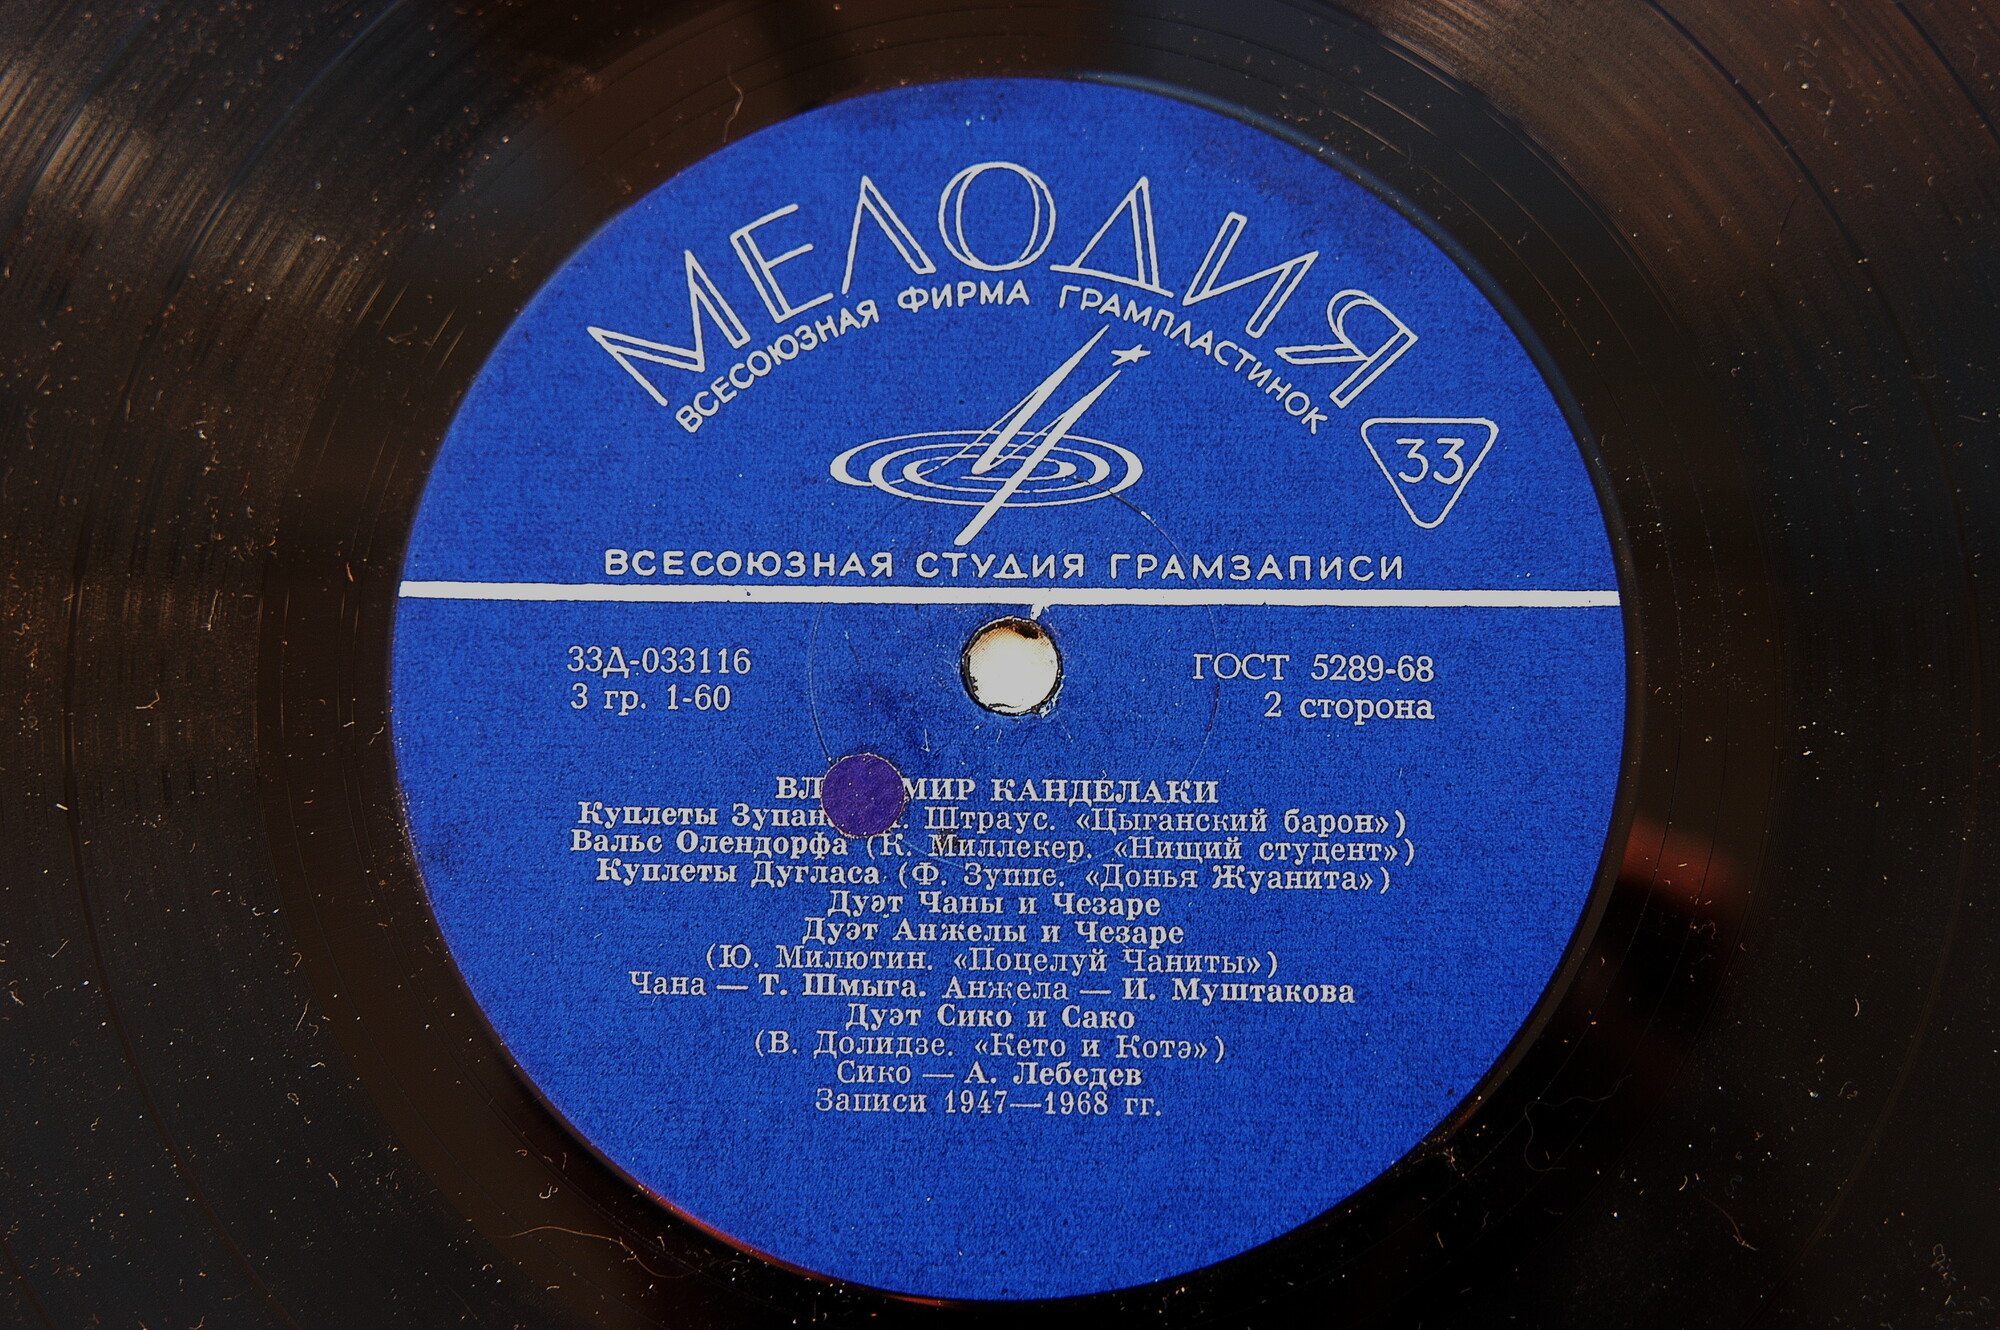 МЕЛОДИЯ
ВСЕСОЮЗНАЯ ФИРМА ГРАМПЛАСТИНОК
33
ВСЕСОЮЗНАЯ СТУДИЯ ГРАМЗАПИСИ
33Д-033116
3 гр. 1-60
ГОСТ 5289-68
2 сторона
КАНДЕЛАКИ
Куплеты Штраус. «Цыганский барон»)
Вальс Олендорфа (К. Миллекер. «Нищий студент»)
Куплеты Дугласа (Ф. Зуппе. «Донья Жуанита»)
Дуэт Чаны и Чезаре
Дуэт Анжелы и Чезаре
(Ю. Милютин. «Поцелуй Чаниты»)
Чана — Т. Шмыга. Анжела — И. Муштакова
Дуэт Сико и Сако
(В. Долидзе. «Кето и Котэ»)
Сико — А. Лебедев
Записи 1947—1968 гг.